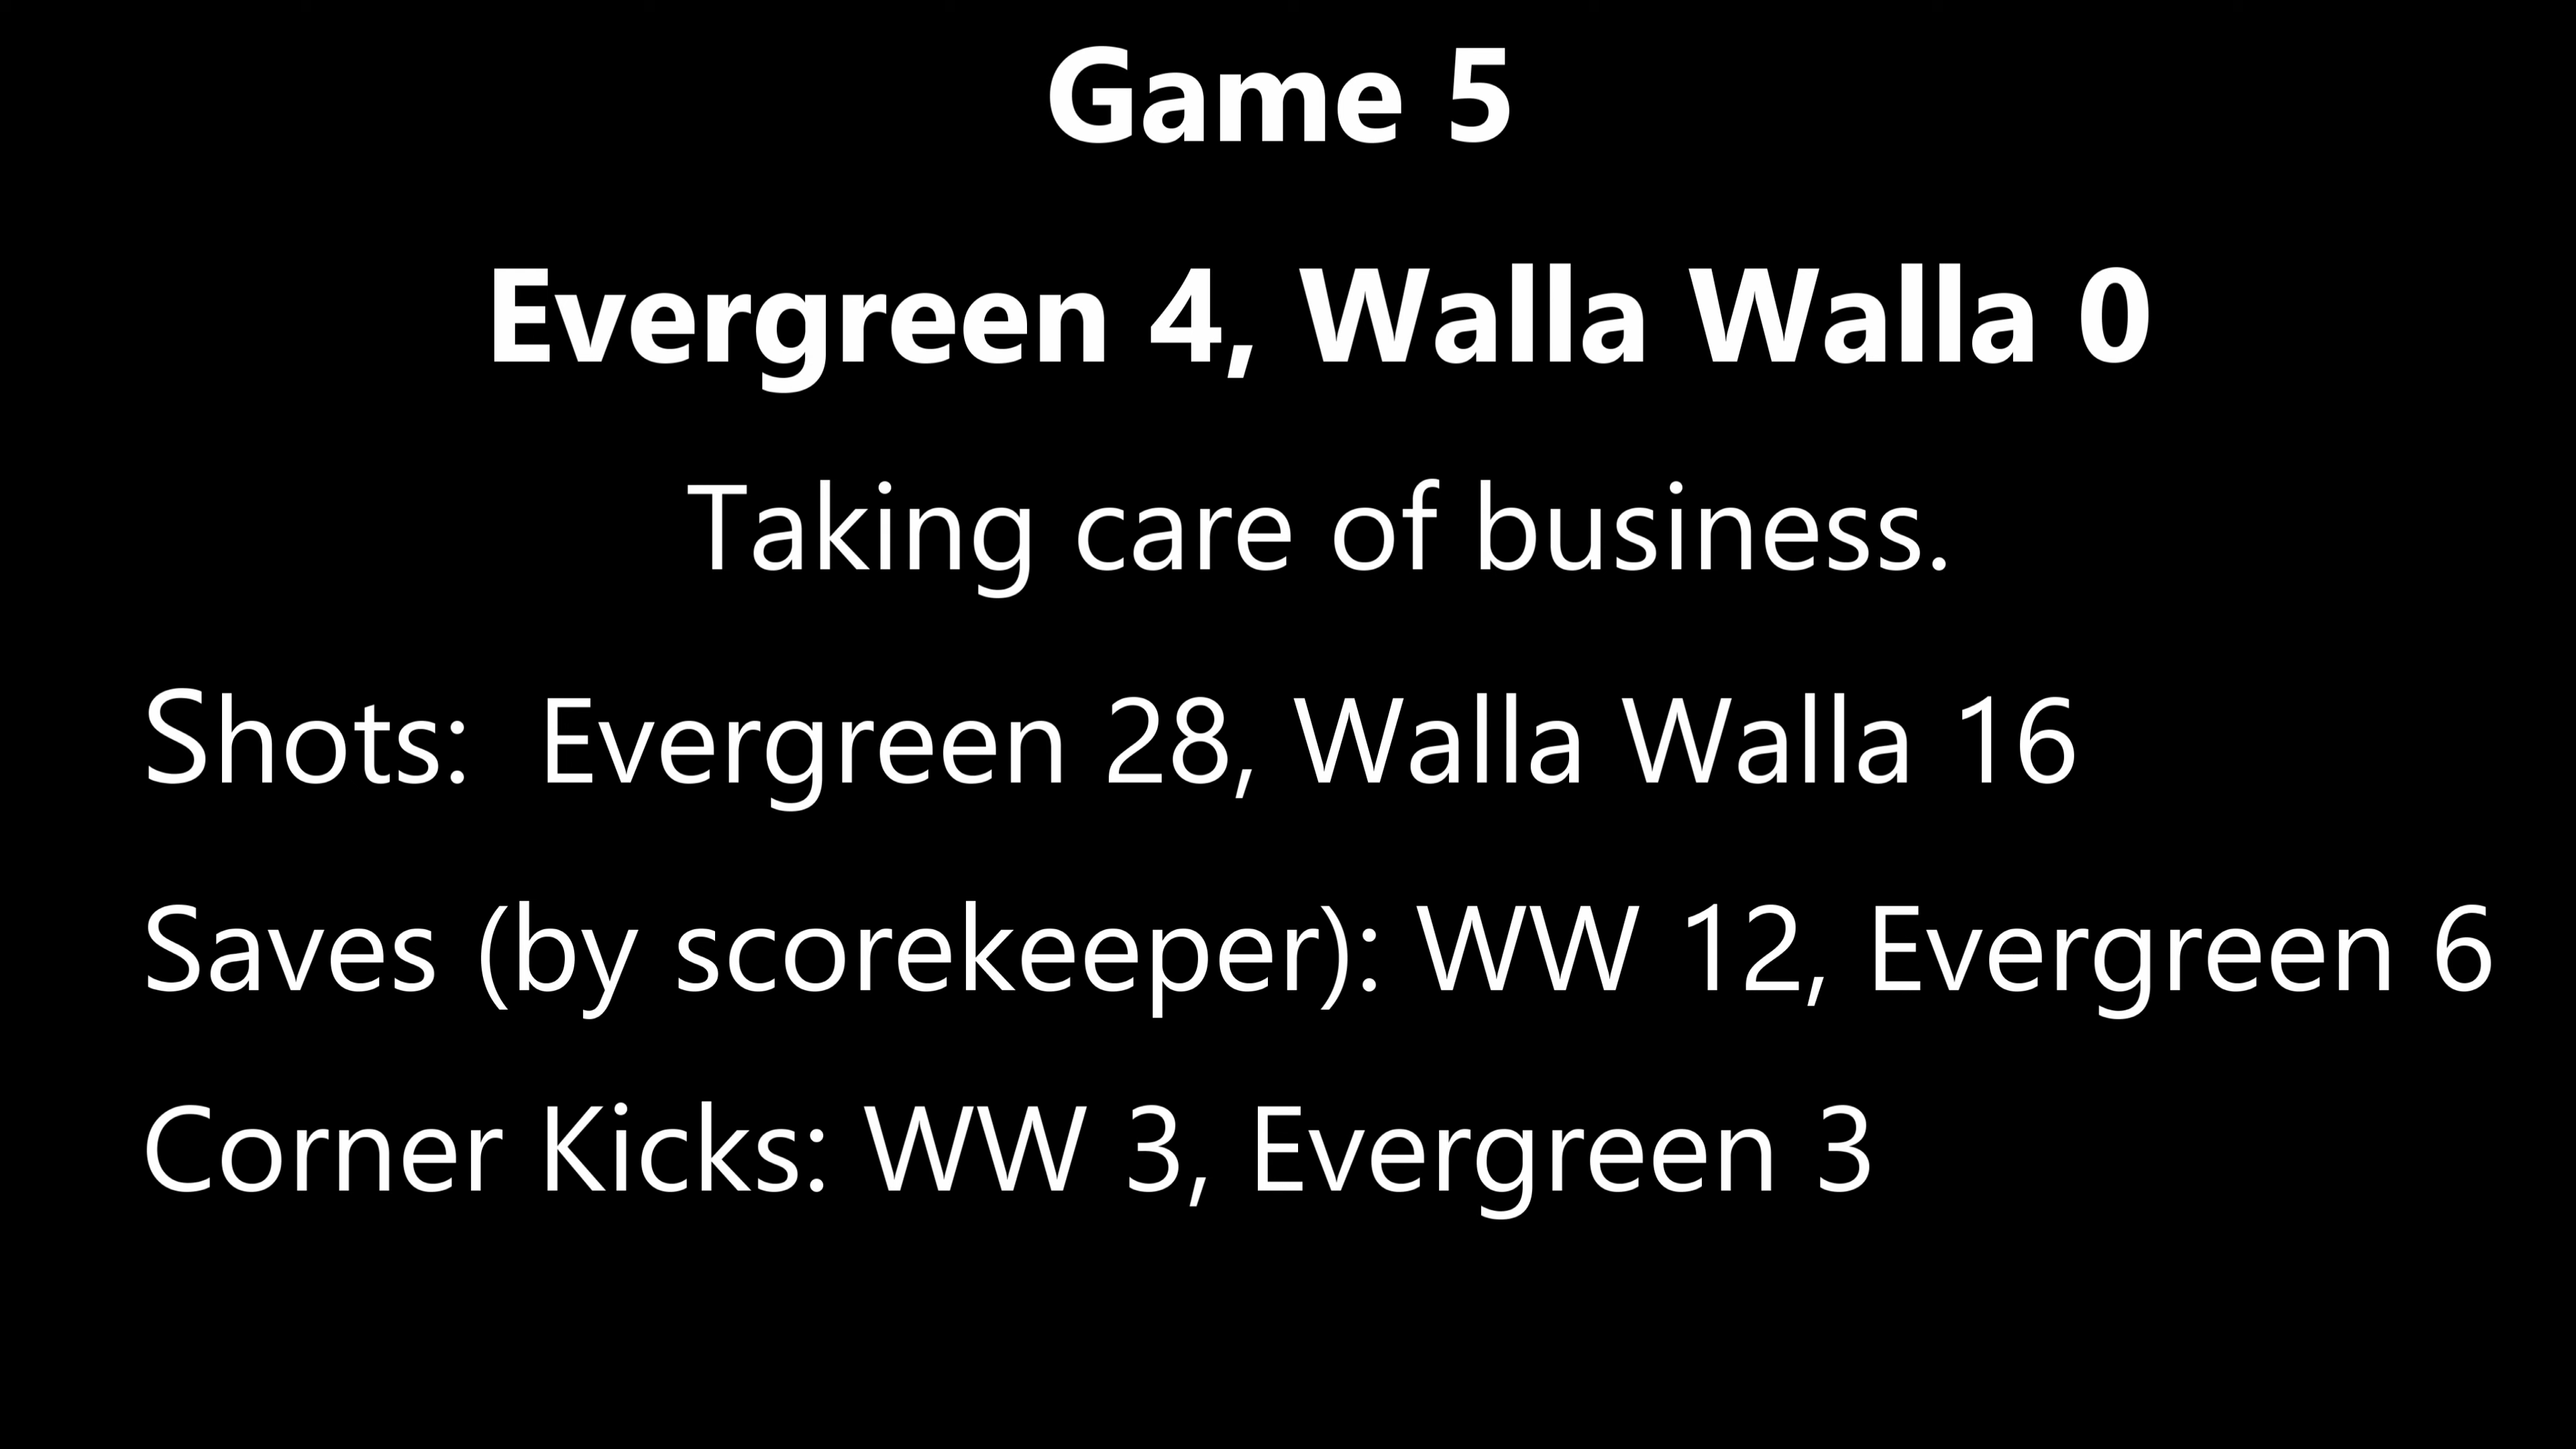 Game 5
Evergreen 4, Walla Walla 0
Taking care of business.
Shots:  Evergreen 28, Walla Walla 16
Saves (by scorekeeper): WW 12, Evergreen 6
Corner Kicks: WW 3, Evergreen 3